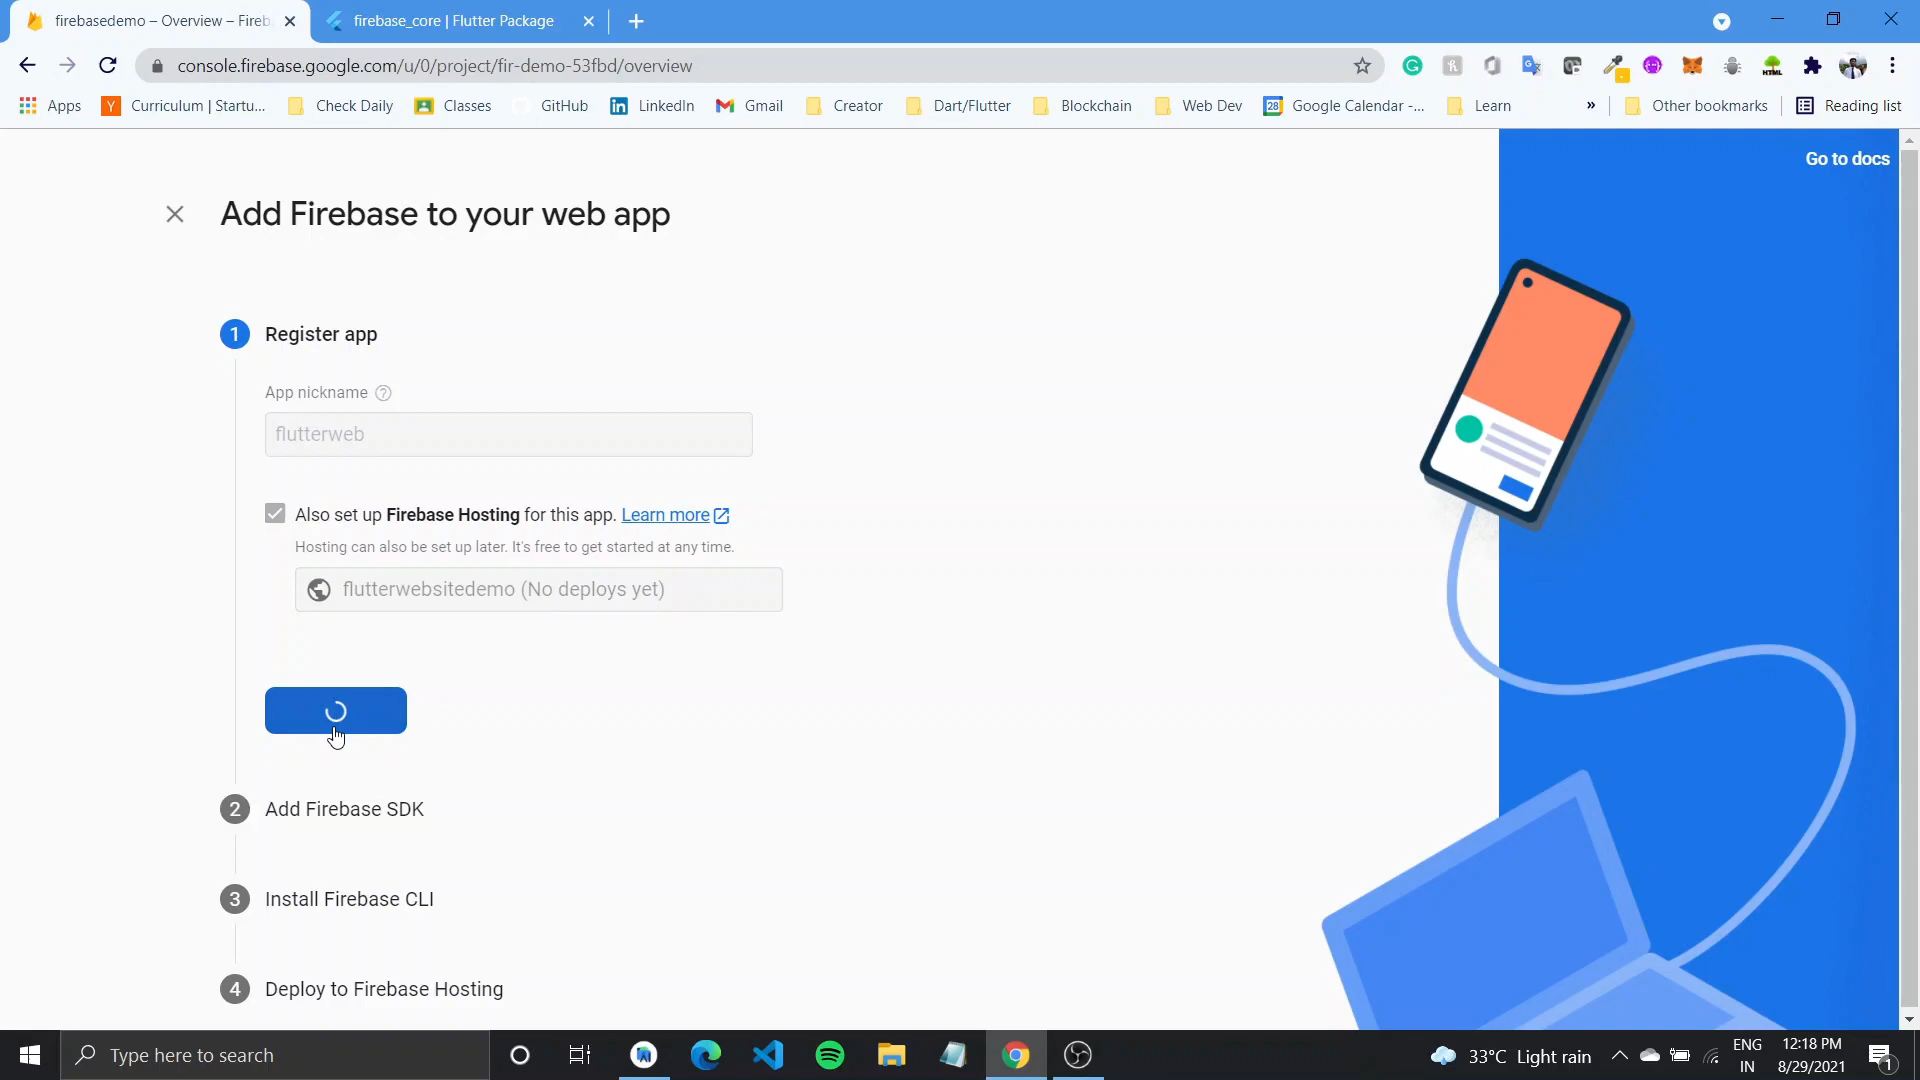 firebasedemo – Overview – Fireb
firebase_core | Flutter Package
console.firebase.google.com/u/0/project/fir-demo-53fbd/overview
Apps
Y
Curriculum | Startu...
Check Daily
Classes
GitHub
LinkedIn
Gmail
Creator
Dart/Flutter
Blockchain
Web Dev
28
Google Calendar -...
Learn
»
Other bookmarks
Reading list
Go to docs
Add Firebase to your web app
1
Register app
App nickname ?
flutterweb
Also set up Firebase Hosting for this app. Learn more
Hosting can also be set up later. It's free to get started at any time.
flutterwebsitedemo (No deploys yet)
2
Add Firebase SDK
3
Install Firebase CLI
4
Deploy to Firebase Hosting
Type here to search
33°C Light rain
ENG
IN
12:18 PM
8/29/2021
1